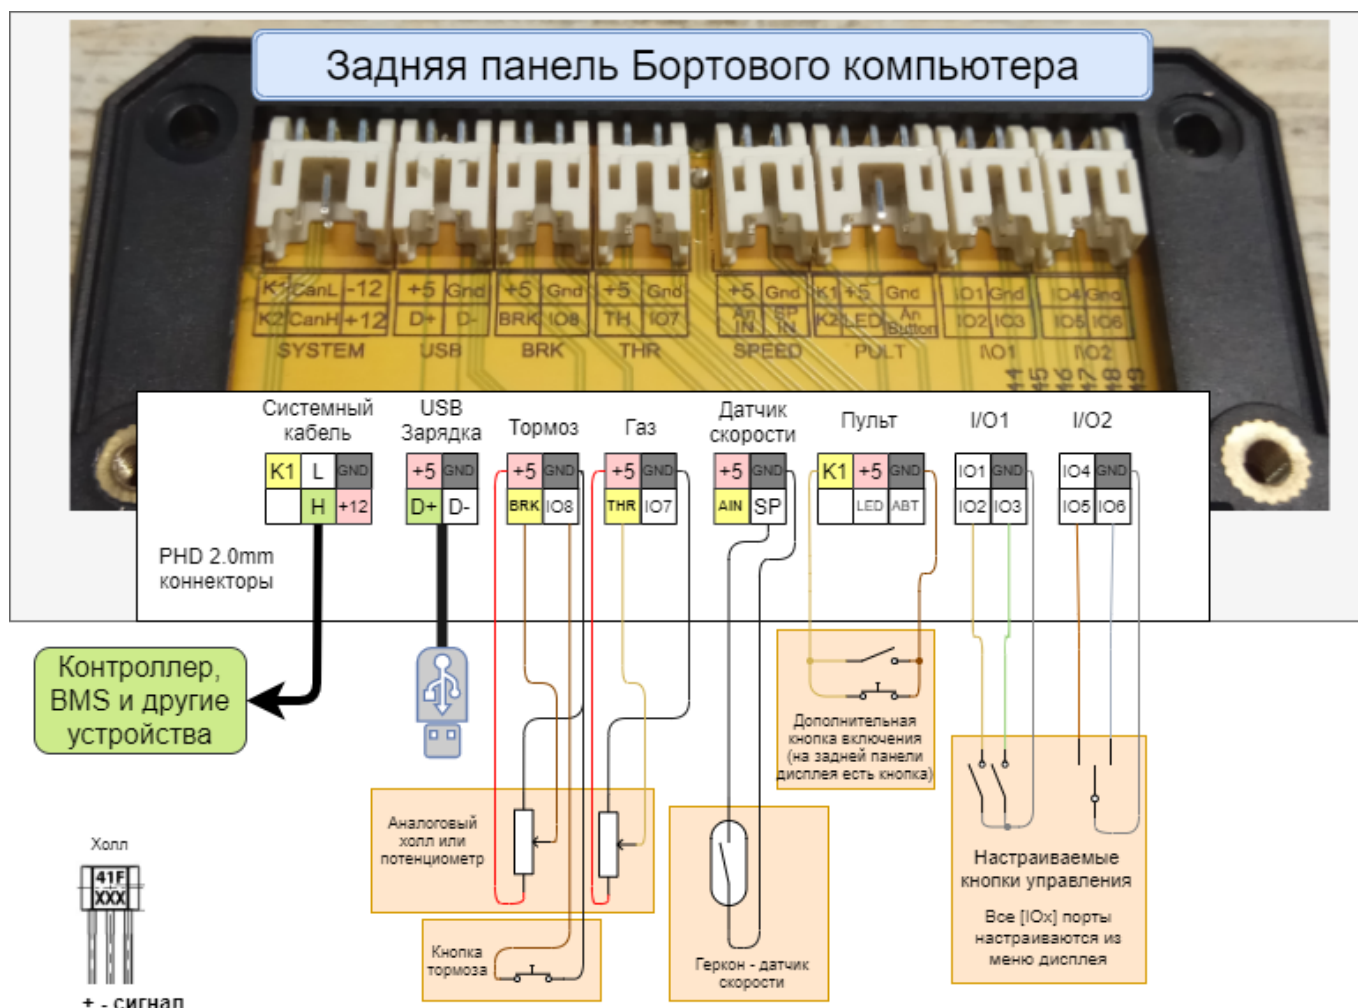 Задняя панель Бортового компьютера
K1 CanL -12
K2 CanH +12
SYSTEM
+5 Gnd
D+ D-
USB
+5 Gnd
BRK IO8
BRK
+5 Gnd
TH IO7
THR
+5 Gnd
An IN SP IN
SPEED
K1 +5 Gnd
K2 LED An Button
PULT
IO1 Gnd
IO2 IO3
I\O1
IO4 Gnd
IO5 IO6
I\O2
Системный
кабель
K1 L GND
H +12
USB
Зарядка
+5 GND
D+ D-
Тормоз
+5 GND
BRK IO8
Газ
+5 GND
THR IO7
Датчик
скорости
+5 GND
AIN SP
Пульт
K1 +5 GND
LED ABT
I/O1
IO1 GND
IO2 IO3
I/O2
IO4 GND
IO5 IO6
PHD 2.0mm
коннекторы
Контроллер,
BMS и другие
устройства
Дополнительная
кнопка включения
(на задней панели
дисплея есть кнопка)
Аналоговый
холл или
потенциометр
Кнопка
тормоза
Геркон - датчик
скорости
Настраиваемые
кнопки управления
Все [IOx] порты
настраиваются из
меню дисплея
Холл
41F
XXX
+ - сигнал